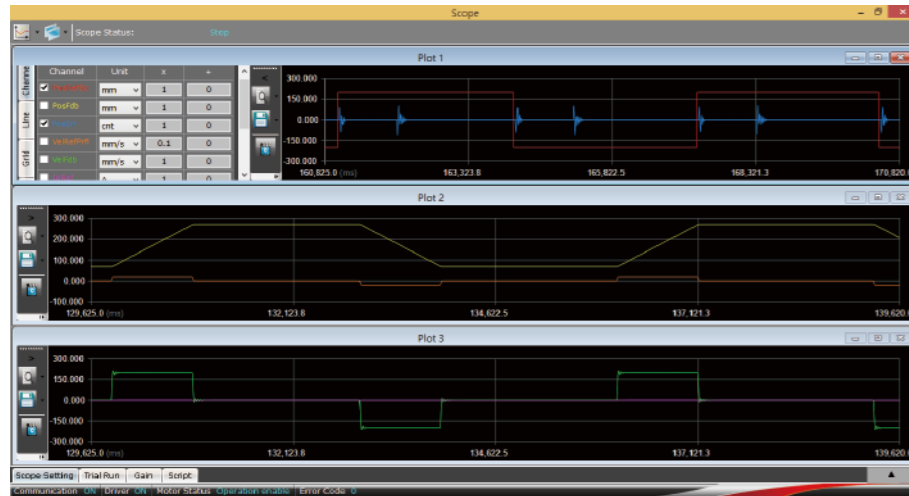 Scope
Scope Status: Stop
Plot 1
Channel Unit x +
mm 1 0
PosFdb mm 1 0
cnt 1 0
VelRefPrfl mm/s 0.1 0
VelFdb mm/s 1 0
Channe
Line
Grid
300.000
150.000
0.000
-150.000
-300.000
160,825.0 (ms) 163,323.8 165,822.5 168,321.3 170,820.
Plot 2
300.000
200.000
100.000
0.000
-100.000
129,625.0 (ms) 132,123.8 134,622.5 137,121.3 139,620.
Plot 3
300.000
150.000
0.000
-150.000
-300.000
129,625.0 (ms) 132,123.8 134,622.5 137,121.3 139,620.
Scope Setting Trial Run Gain Script
Communication ON Driver ON Motor Status Operation enable Error Code 0